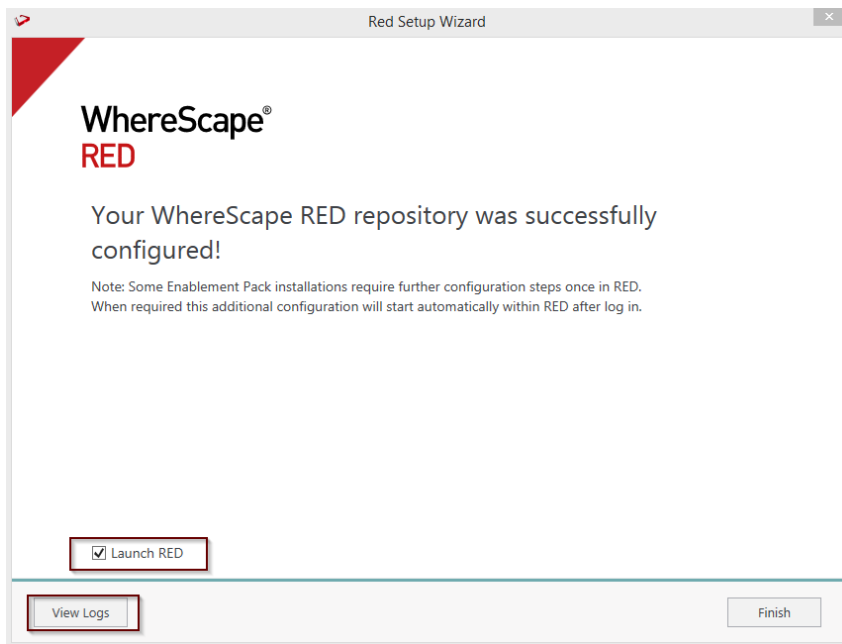 Red Setup Wizard
WhereScape®
RED
Your WhereScape RED repository was successfully
configured!
Note: Some Enablement Pack installations require further configuration steps once in RED.
When required this additional configuration will start automatically within RED after log in.
Launch RED
View Logs
Finish